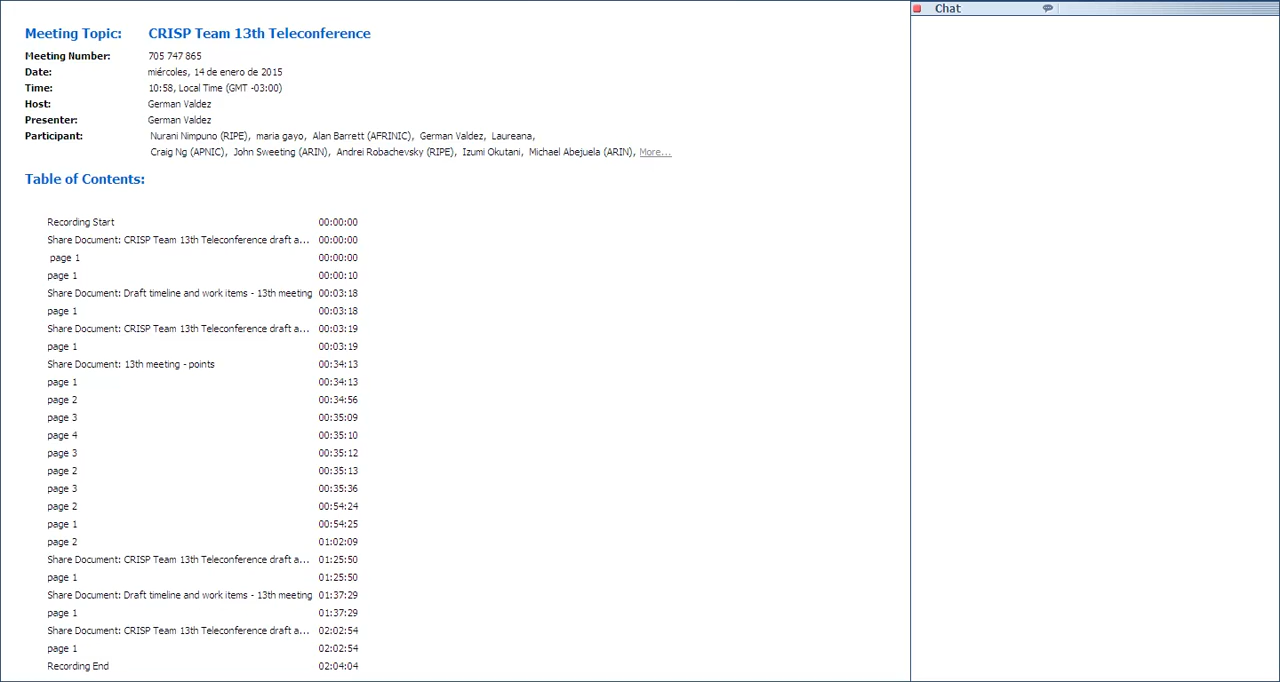 Meeting Topic: CRISP Team 13th Teleconference
Meeting Number: 705 747 865
Date: miércoles, 14 de enero de 2015
Time: 10:58, Local Time (GMT -03:00)
Host: German Valdez
Presenter: German Valdez
Participant: Nurani Nimpuno (RIPE), maria gayo, Alan Barrett (AFRINIC), German Valdez, Laureana,
Craig Ng (APNIC), John Sweeting (ARIN), Andrei Robachevsky (RIPE), Izumi Okutani, Michael Abejuela (ARIN), More...
Table of Contents:
Recording Start 00:00:00
Share Document: CRISP Team 13th Teleconference draft a... 00:00:00
page 1 00:00:00
page 1 00:00:10
Share Document: Draft timeline and work items - 13th meeting 00:03:18
page 1 00:03:18
Share Document: CRISP Team 13th Teleconference draft a... 00:03:19
page 1 00:03:19
Share Document: 13th meeting - points 00:34:13
page 1 00:34:13
page 2 00:34:56
page 3 00:35:09
page 4 00:35:10
page 3 00:35:12
page 2 00:35:13
page 3 00:35:36
page 2 00:54:24
page 1 00:54:25
page 2 01:02:09
Share Document: CRISP Team 13th Teleconference draft a... 01:25:50
page 1 01:25:50
Share Document: Draft timeline and work items - 13th meeting 01:37:29
page 1 01:37:29
Share Document: CRISP Team 13th Teleconference draft a... 02:02:54
page 1 02:02:54
Recording End 02:04:04
Chat